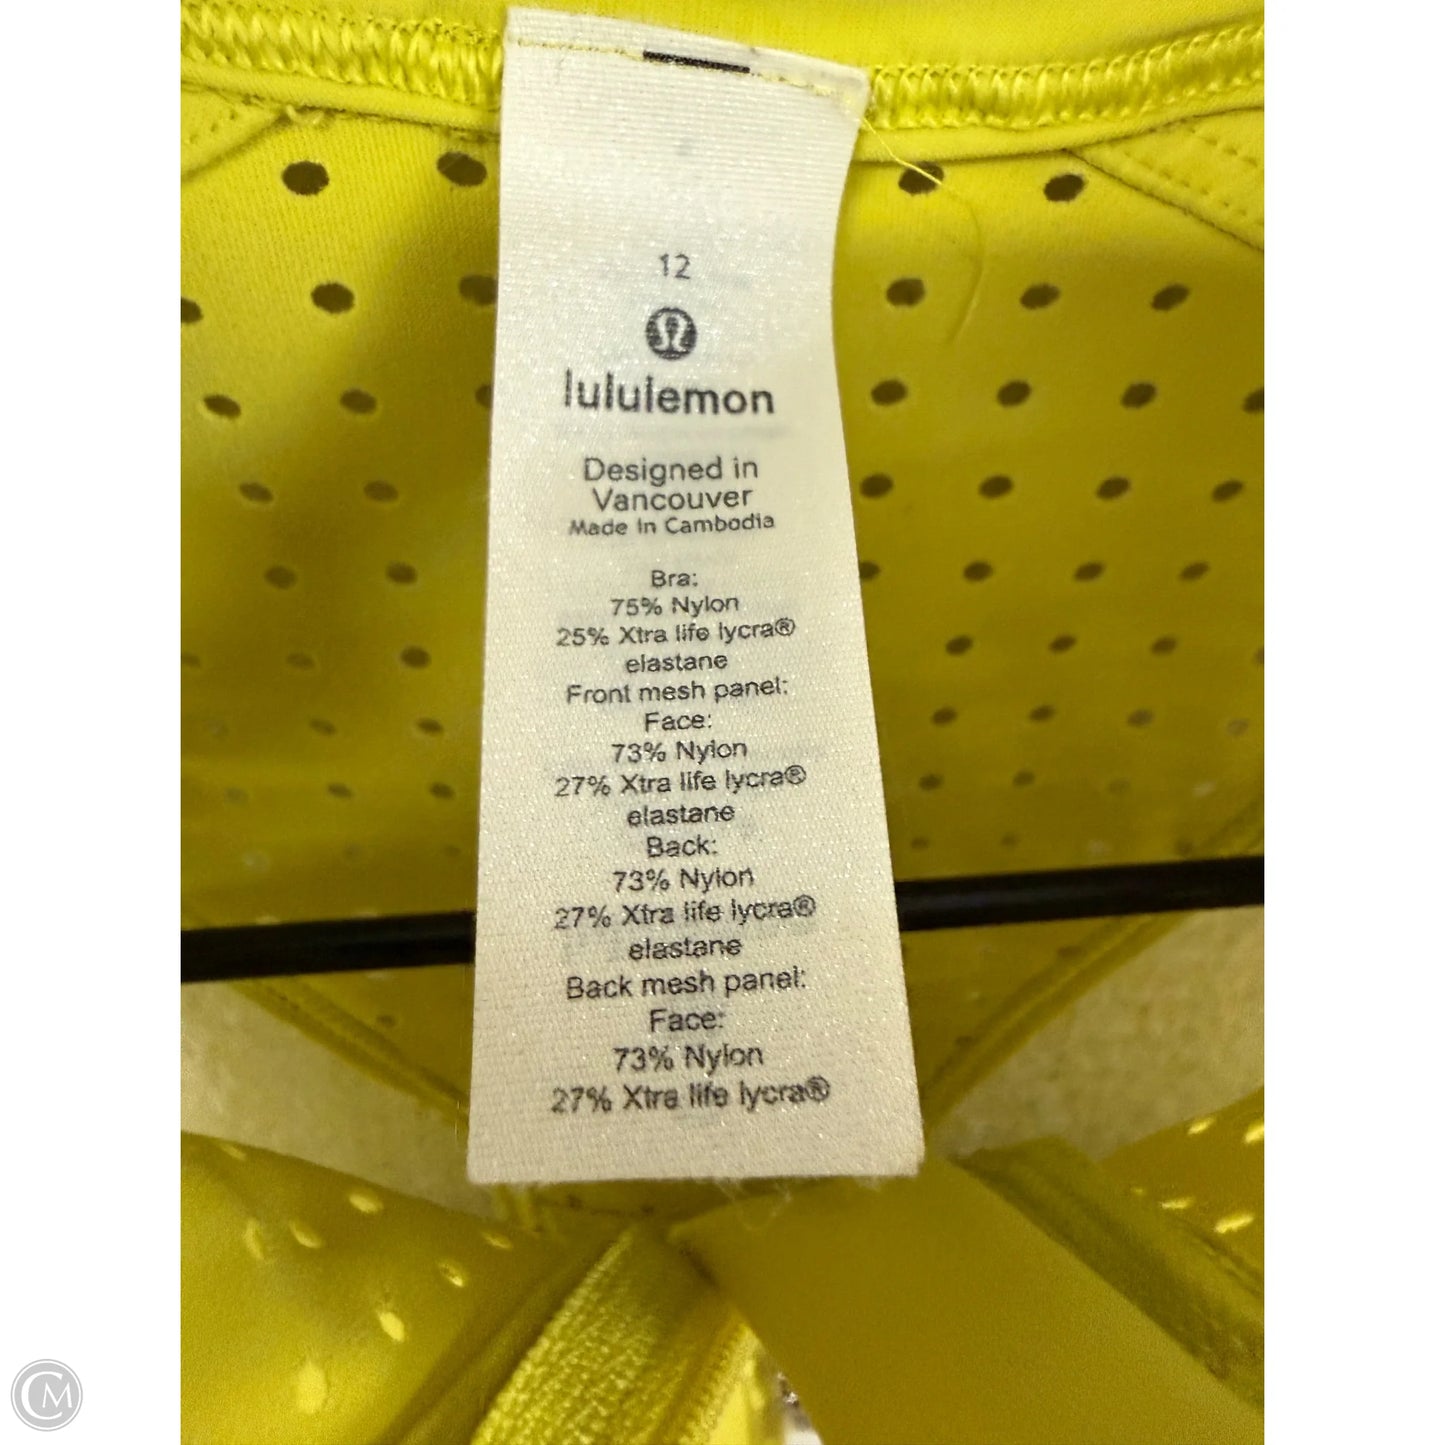 12
lululemon
Designed in
Vancouver
Made In Cambodia
Bra:
75% Nylon
25% Xtra life lycra®
elastane
Front mesh panel:
Face:
73% Nylon
27% Xtra life lycra®
elastane
Back:
73% Nylon
27% Xtra life lycra®
elastane
Back mesh panel:
Face:
73% Nylon
27% Xtra life lycra®
CM